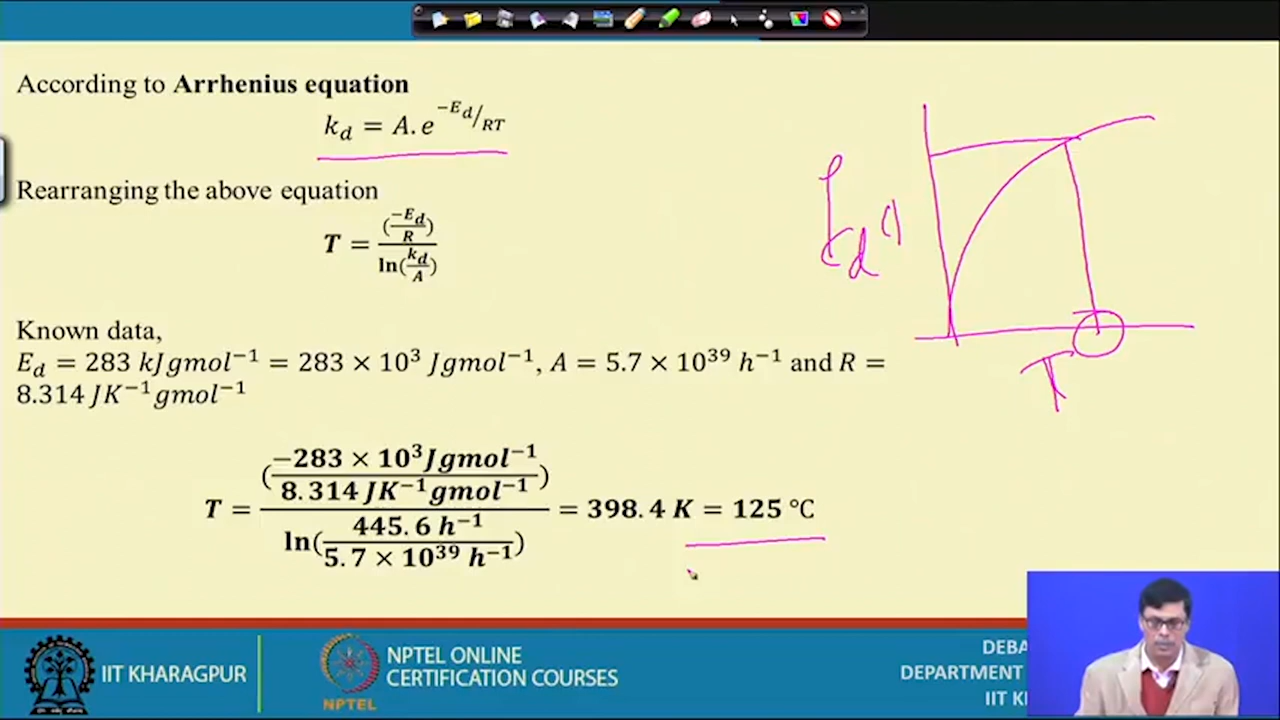 According to Arrhenius equation
k_d = A.e^{-E_d/RT}
Rearranging the above equation
T = (-E_d/R) / ln(k_d/A)
Known data,
E_d = 283 kJgmol⁻¹ = 283 × 10³ Jgmol⁻¹, A = 5.7 × 10³⁹ h⁻¹ and R =
8.314 JK⁻¹gmol⁻¹
T = (-283 × 10³Jgmol⁻¹ / 8.314 JK⁻¹gmol⁻¹) / ln(445.6 h⁻¹ / 5.7 × 10³⁹ h⁻¹) = 398.4 K = 125 °C
T
IIT KHARAGPUR
NPTEL
NPTEL ONLINE
CERTIFICATION COURSES
DEBA
DEPARTMENT
IIT K